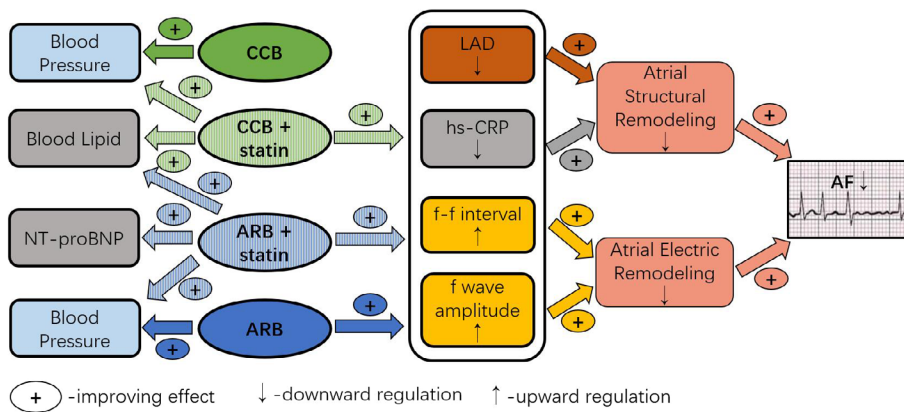 Blood
Pressure
+
CCB
+
Blood Lipid
+
CCB +
statin
+
+
NT-proBNP
+
ARB +
statin
+
+
Blood
Pressure
+
ARB
+
LAD
↓
hs-CRP
↓
f-f interval
↑
f wave
amplitude
↑
+
+
Atrial
Structural
Remodeling
↓
+
+
+
Atrial Electric
Remodeling
↓
+
AF ↓
+ -improving effect ↓ -downward regulation ↑ -upward regulation